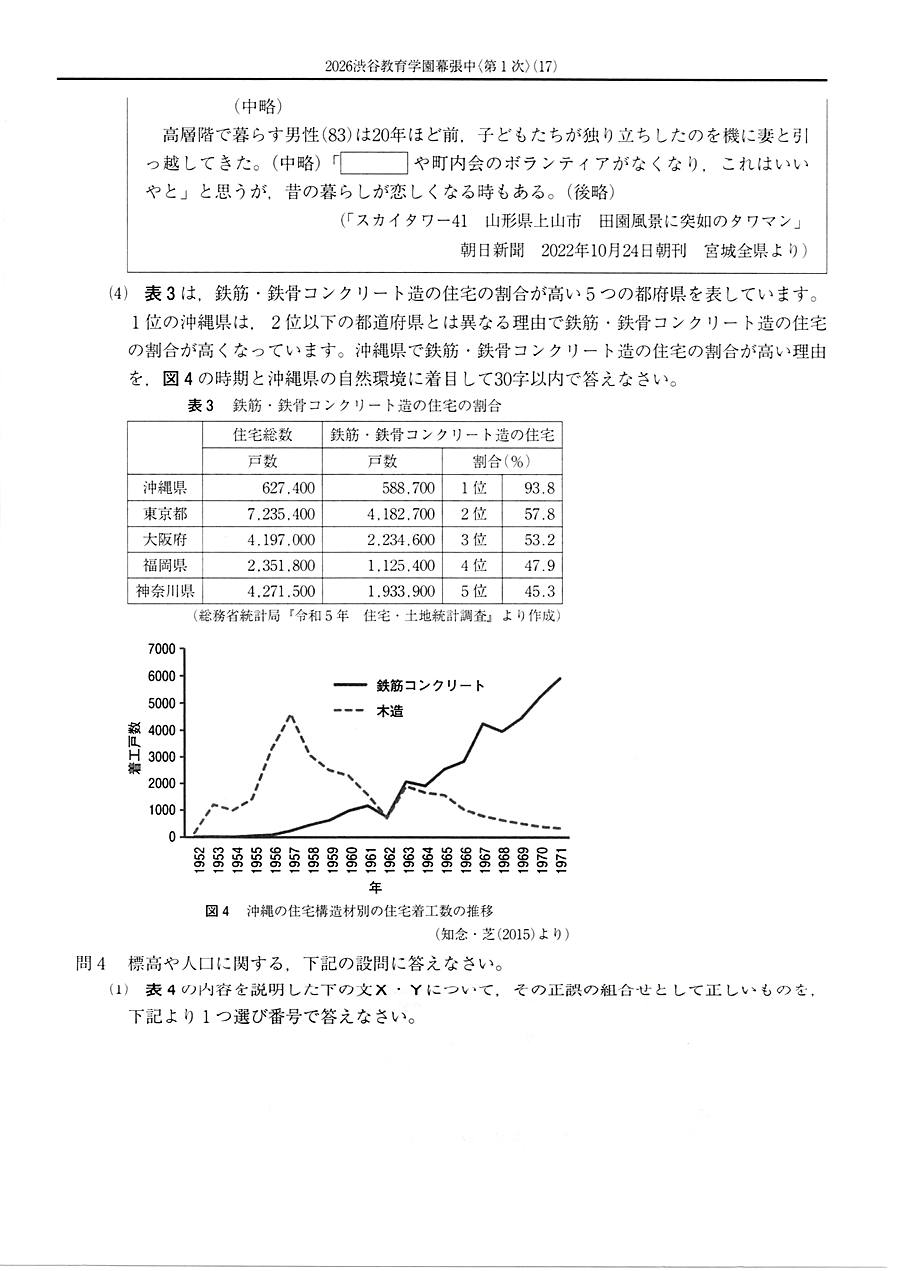 2026渋谷教育学園幕張中〈第1次〉(17)
(中略)
高層階で暮らす男性(83)は20年ほど前,子どもたちが独り立ちしたのを機に妻と引
っ越してきた。(中略)「 や町内会のボランティアがなくなり,これはいい
やと」と思うが,昔の暮らしが恋しくなる時もある。(後略)
(「スカイタワー41 山形県上山市 田園風景に突如のタワマン」
朝日新聞 2022年10月24日朝刊 宮城全県より)
(4) 表3は,鉄筋・鉄骨コンクリート造の住宅の割合が高い5つの都府県を表しています。
1位の沖縄県は,2位以下の都道府県とは異なる理由で鉄筋・鉄骨コンクリート造の住宅
の割合が高くなっています。沖縄県で鉄筋・鉄骨コンクリート造の住宅の割合が高い理由
を,図4の時期と沖縄県の自然環境に着目して30字以内で答えなさい。
表3 鉄筋・鉄骨コンクリート造の住宅の割合
住宅総数 鉄筋・鉄骨コンクリート造の住宅
戸数 戸数 割合(%)
沖縄県 627,400 588,700 1位 93.8
東京都 7,235,400 4,182,700 2位 57.8
大阪府 4,197,000 2,234,600 3位 53.2
福岡県 2,351,800 1,125,400 4位 47.9
神奈川県 4,271,500 1,933,900 5位 45.3
(総務省統計局『令和5年 住宅・土地統計調査』より作成)
7000
6000
5000
4000
3000
2000
1000
0
着工戸数
鉄筋コンクリート
木造
1952 1953 1954 1955 1956 1957 1958 1959 1960 1961 1962 1963 1964 1965 1966 1967 1968 1969 1970 1971
年
図4 沖縄の住宅構造材別の住宅着工数の推移
(知念・芝(2015)より)
問4 標高や人口に関する,下記の設問に答えなさい。
(1) 表4の内容を説明した下の文X・Yについて,その正誤の組合せとして正しいものを,
下記より1つ選び番号で答えなさい。